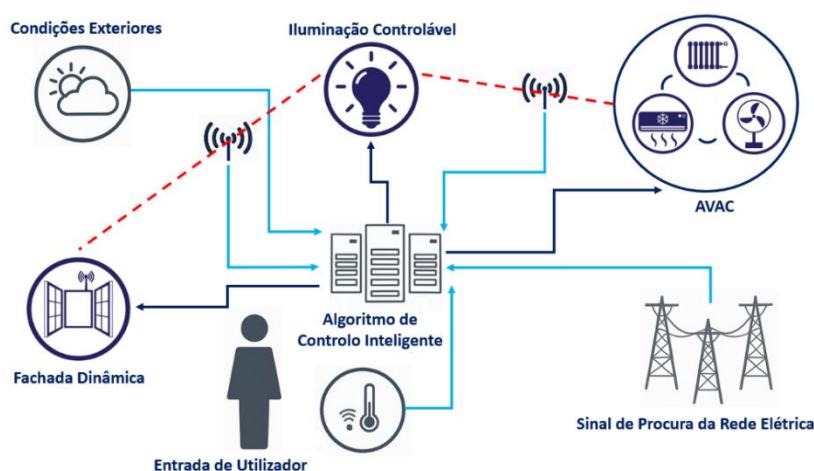 Condições Exteriores
Iluminação Controlável
AVAC
Algoritmo de
Controlo Inteligente
Fachada Dinâmica
Sinal de Procura da Rede Elétrica
Entrada de Utilizador